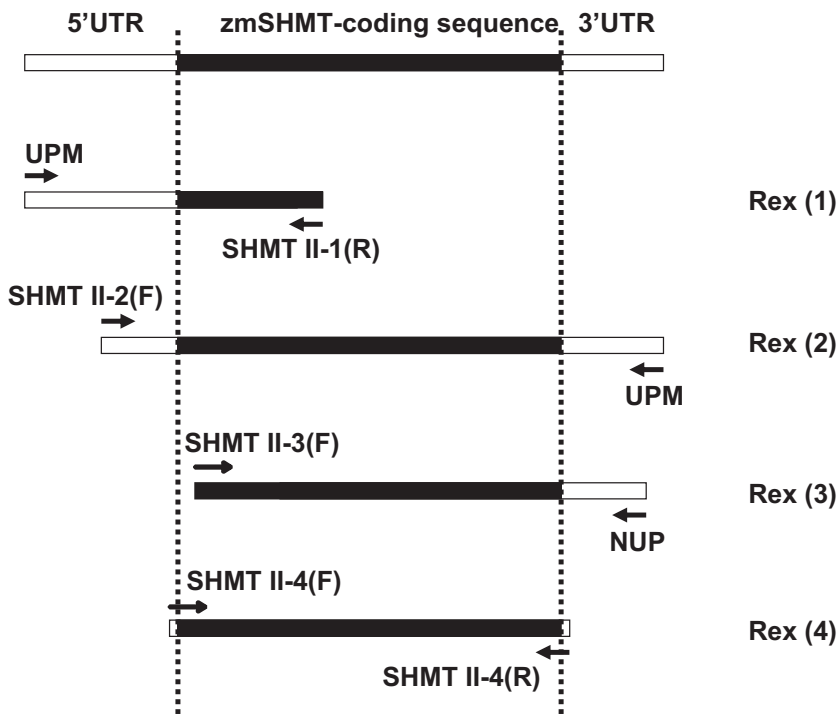 5’UTR zmSHMT-coding sequence 3’UTR
UPM
Rex (1)
SHMT II-1(R)
SHMT II-2(F)
Rex (2)
UPM
SHMT II-3(F)
Rex (3)
NUP
SHMT II-4(F)
Rex (4)
SHMT II-4(R)